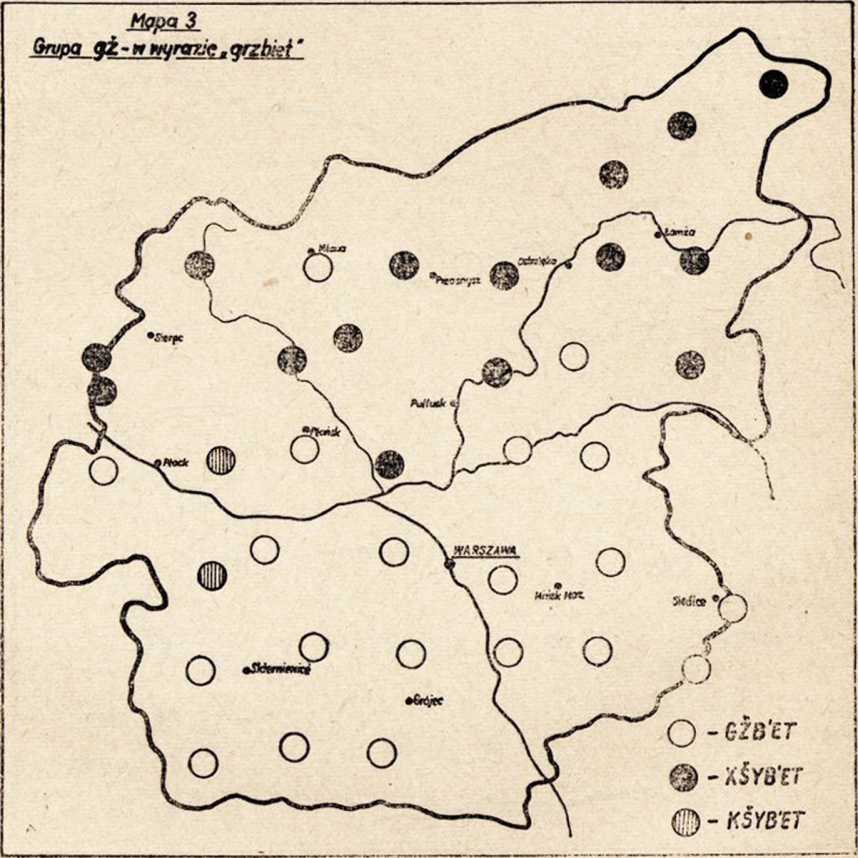 Mapa 3
Grupa gž-w wyrazie „grzbiet"
Łomża
Mława
Ostrołęka
Przasnysz
Sierpc
Pułtusk
Płońsk
Płock
WARSZAWA
Mińsk Maz.
Siedlce
Skierniewice
Grójec
- GŽB'ET
- XŠYB'ET
- KŠYB'ET